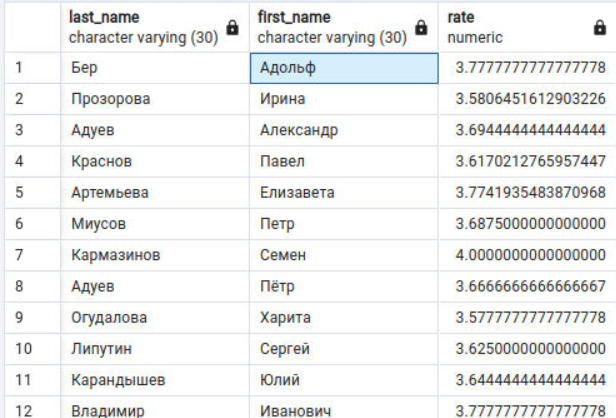 last_name first_name rate
character varying (30) character varying (30) numeric
1 Бер Адольф 3.7777777777777778
2 Прозорова Ирина 3.5806451612903226
3 Адуев Александр 3.6944444444444444
4 Краснов Павел 3.6170212765957447
5 Артемьева Елизавета 3.7741935483870968
6 Миусов Петр 3.6875000000000000
7 Кармазинов Семен 4.0000000000000000
8 Адуев Пётр 3.6666666666666667
9 Огудалова Харита 3.5777777777777778
10 Липутин Сергей 3.6250000000000000
11 Карандышев Юлий 3.6444444444444444
12 Владимир Иванович 3.7777777777777778